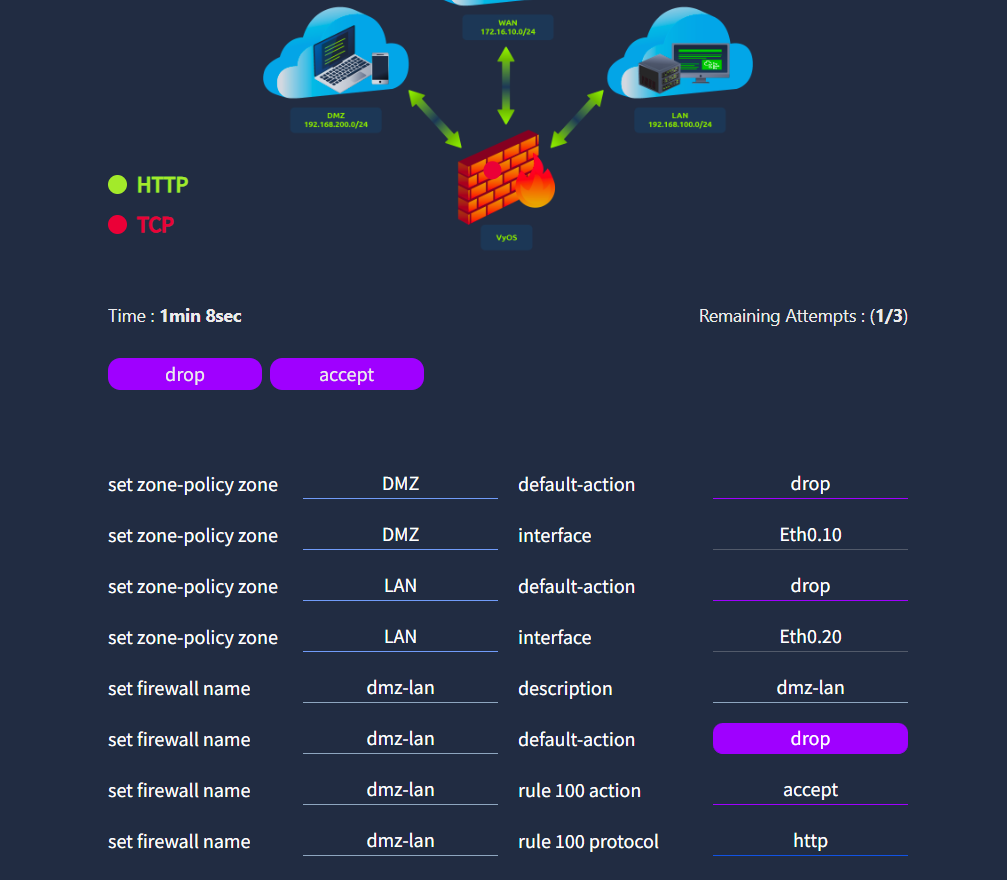 WAN
172.16.10.0/24
DMZ
192.168.200.0/24
LAN
192.168.100.0/24
HTTP
TCP
VyOS
Time : 1min 8sec
Remaining Attempts : (1/3)
drop accept
set zone-policy zone DMZ default-action drop
set zone-policy zone DMZ interface Eth0.10
set zone-policy zone LAN default-action drop
set zone-policy zone LAN interface Eth0.20
set firewall name dmz-lan description dmz-lan
set firewall name dmz-lan default-action drop
set firewall name dmz-lan rule 100 action accept
set firewall name dmz-lan rule 100 protocol http